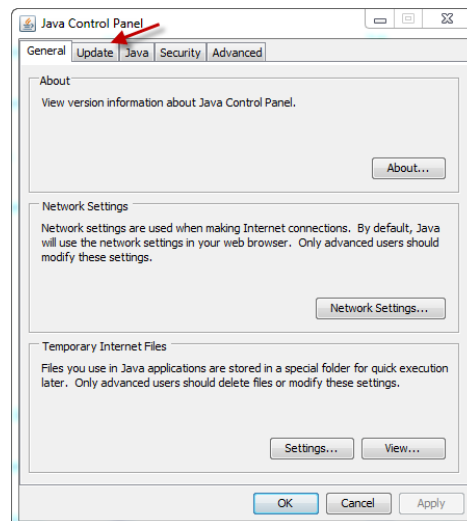 Java Control Panel
General Update Java Security Advanced
About
View version information about Java Control Panel.
About...
Network Settings
Network settings are used when making Internet connections. By default, Java
will use the network settings in your web browser. Only advanced users should
modify these settings.
Network Settings...
Temporary Internet Files
Files you use in Java applications are stored in a special folder for quick execution
later. Only advanced users should delete files or modify these settings.
Settings... View...
OK Cancel Apply